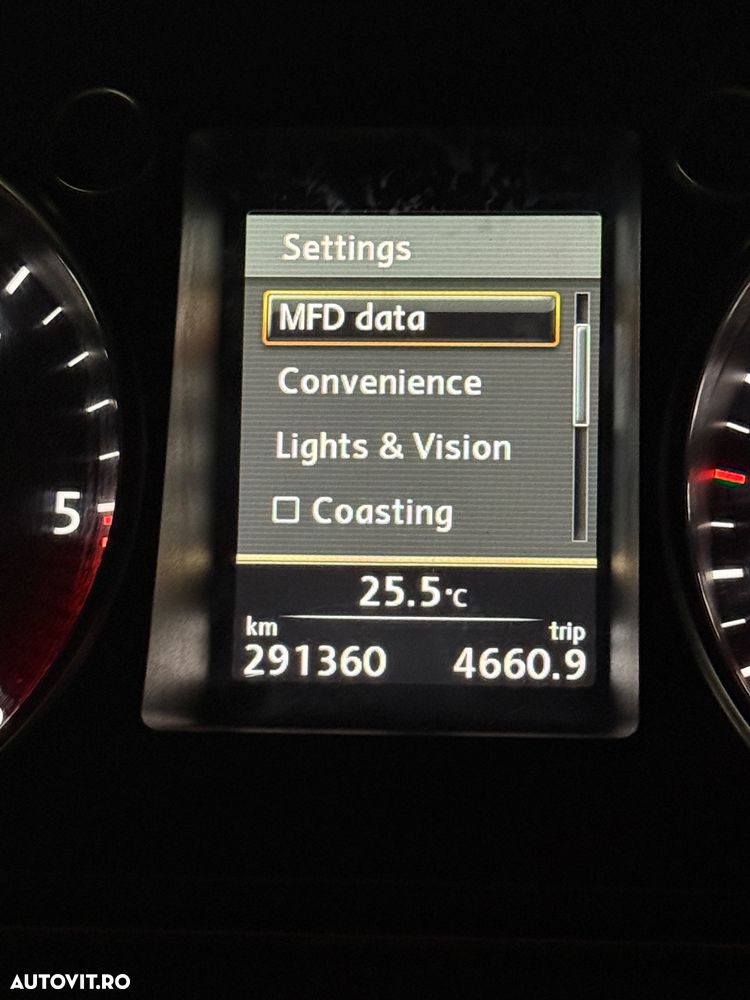 Settings
MFD data
Convenience
Lights & Vision
Coasting
5
25.5°C
km
trip
291360
4660.9
AUTOVIT.RO